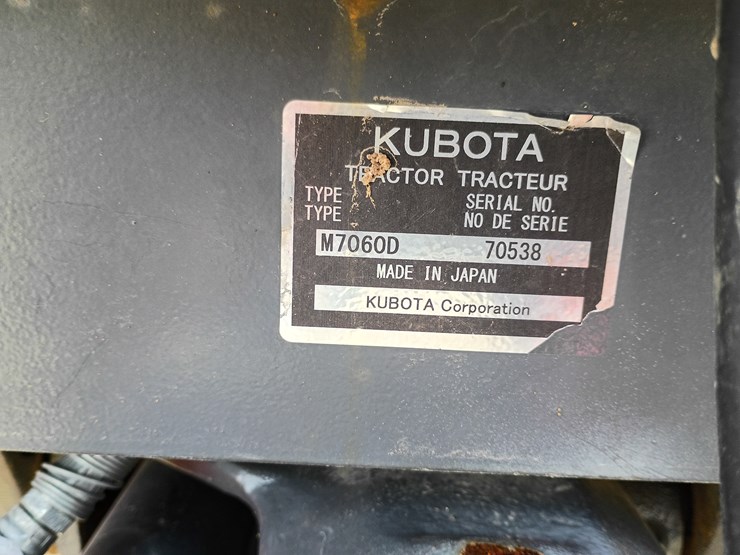 KUBOTA
TRACTOR TRACTEUR
TYPE SERIAL NO.
TYPE NO DE SERIE
M7060D 70538
MADE IN JAPAN
KUBOTA Corporation